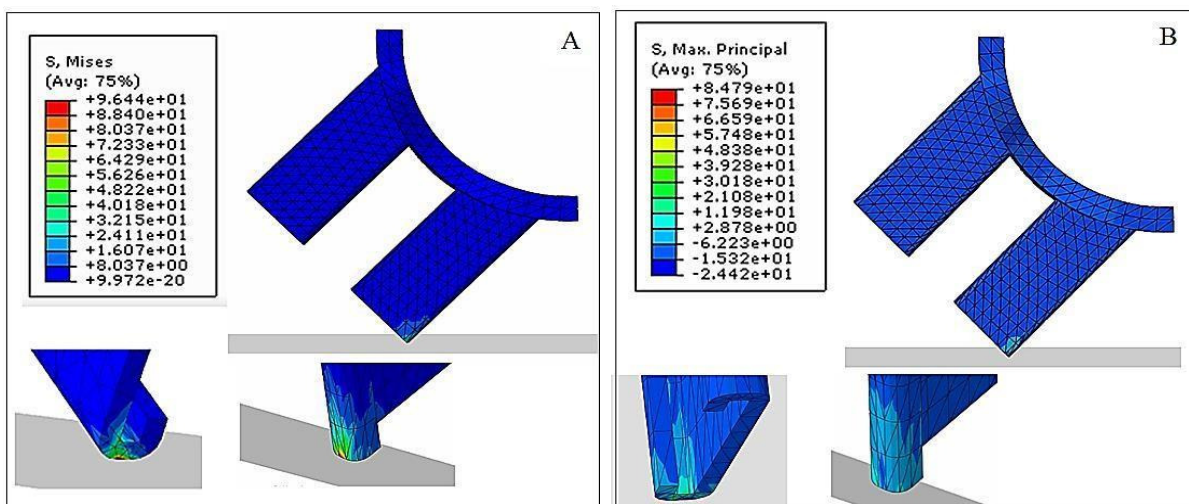 A
S, Mises
(Avg: 75%)
+9.644e+01
+8.840e+01
+8.037e+01
+7.233e+01
+6.429e+01
+5.626e+01
+4.822e+01
+4.018e+01
+3.215e+01
+2.411e+01
+1.607e+01
+8.037e+00
+9.972e-20
B
S, Max. Principal
(Avg: 75%)
+8.479e+01
+7.569e+01
+6.659e+01
+5.748e+01
+4.838e+01
+3.928e+01
+3.018e+01
+2.108e+01
+1.198e+01
+2.878e+00
-6.223e+00
-1.532e+01
-2.442e+01